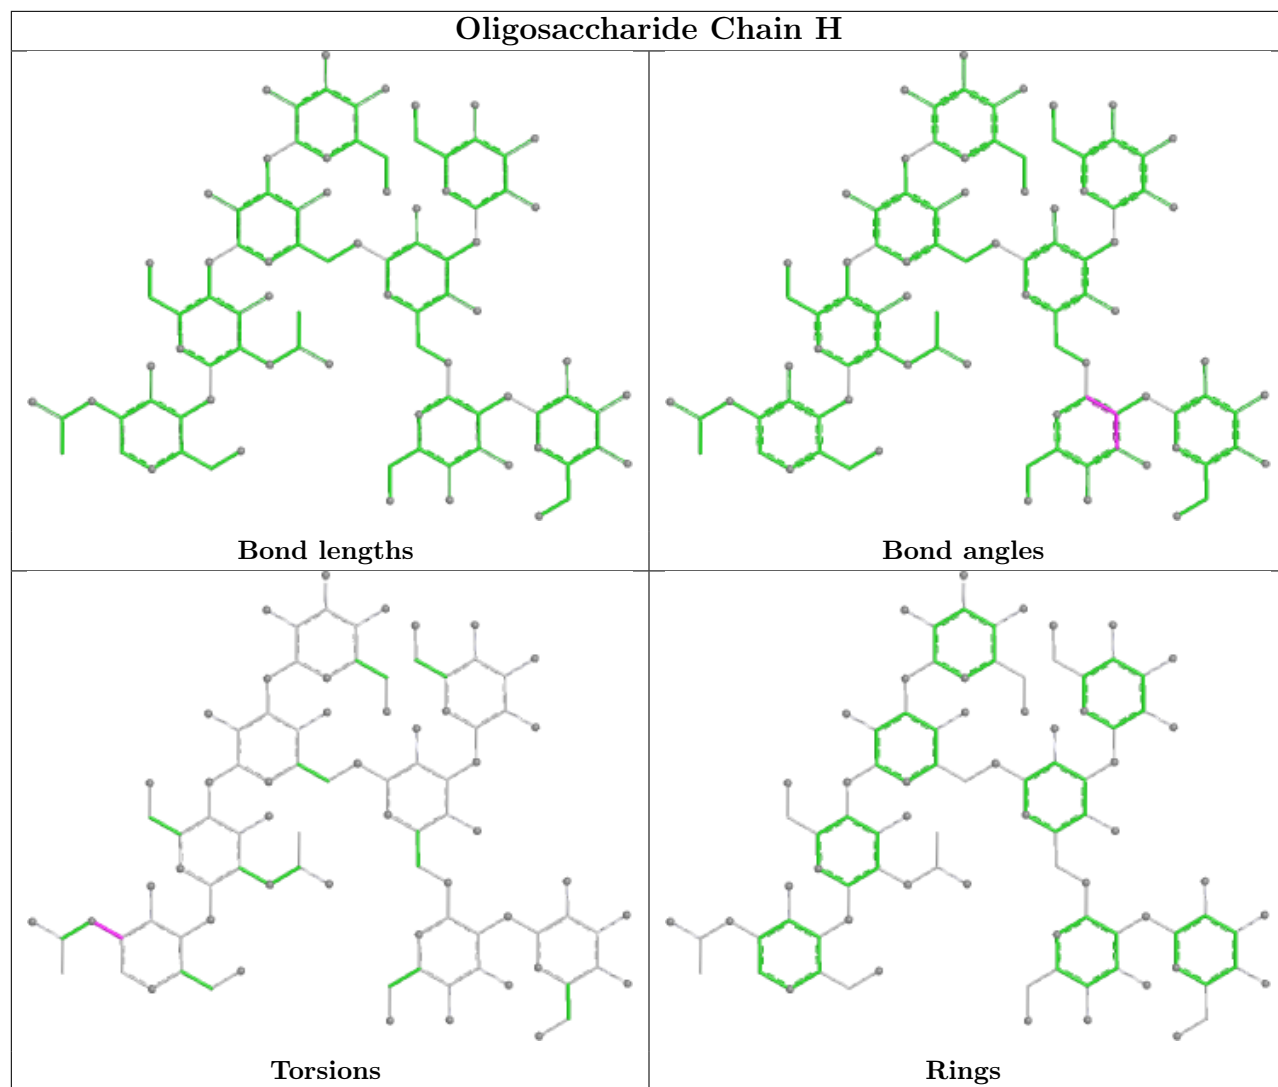 Oligosaccharide Chain H
Bond lengths
Bond angles
Torsions
Rings